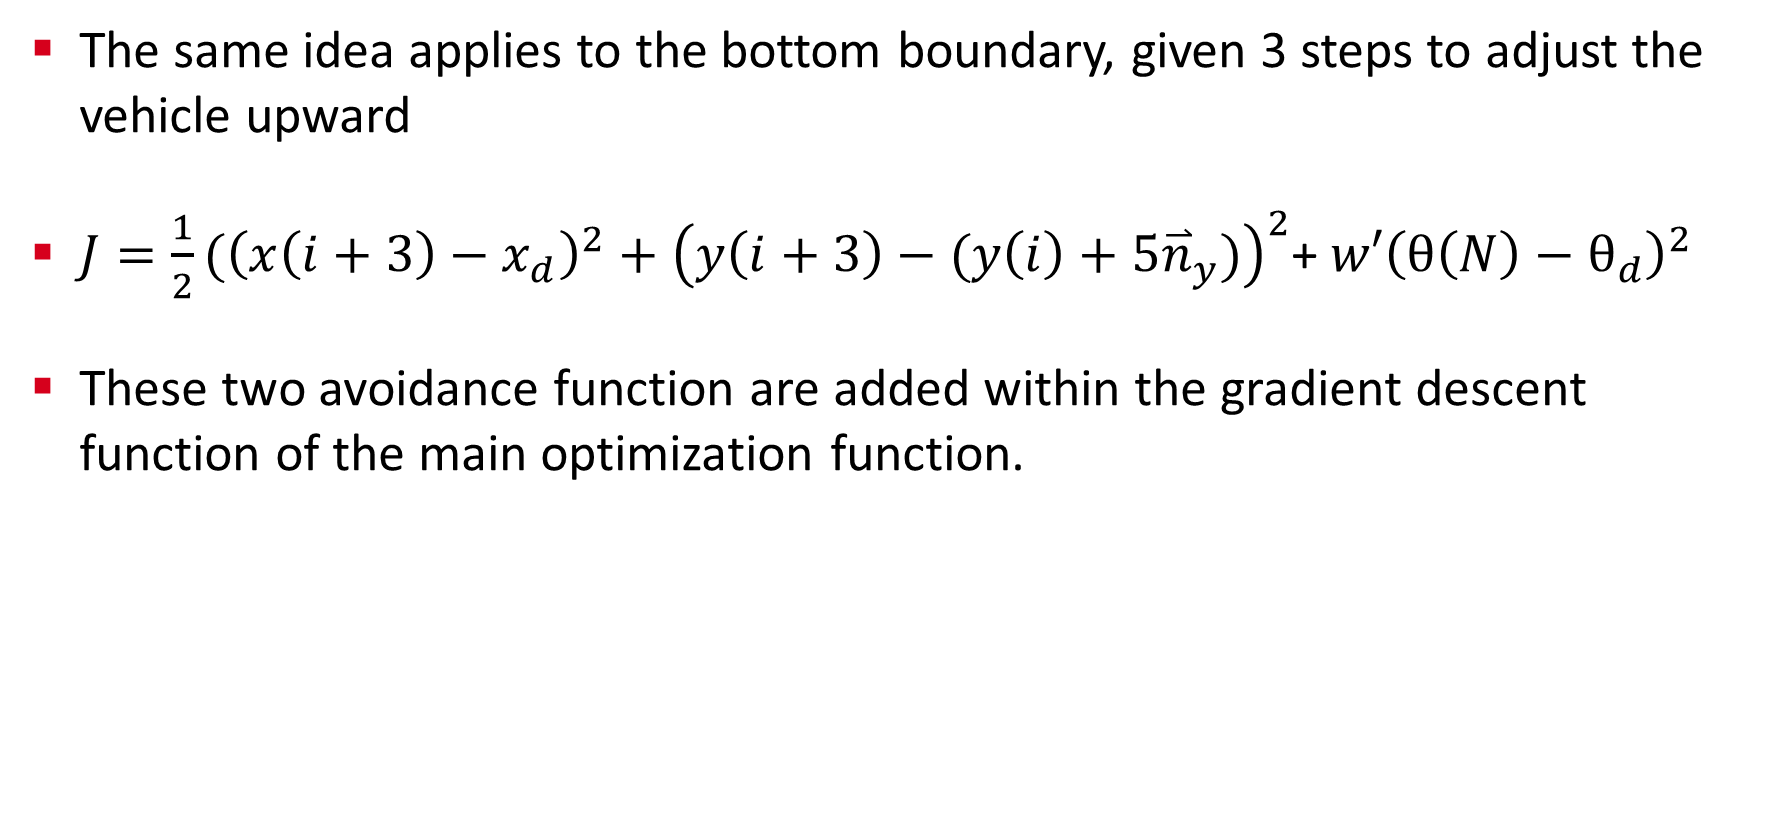 ▪ The same idea applies to the bottom boundary, given 3 steps to adjust the
vehicle upward
▪ J = ½ ((x(i + 3) − x_d)² + (y(i + 3) − (y(i) + 5n⃗_y))² + w′(θ(N) − θ_d)²
▪ These two avoidance function are added within the gradient descent
function of the main optimization function.